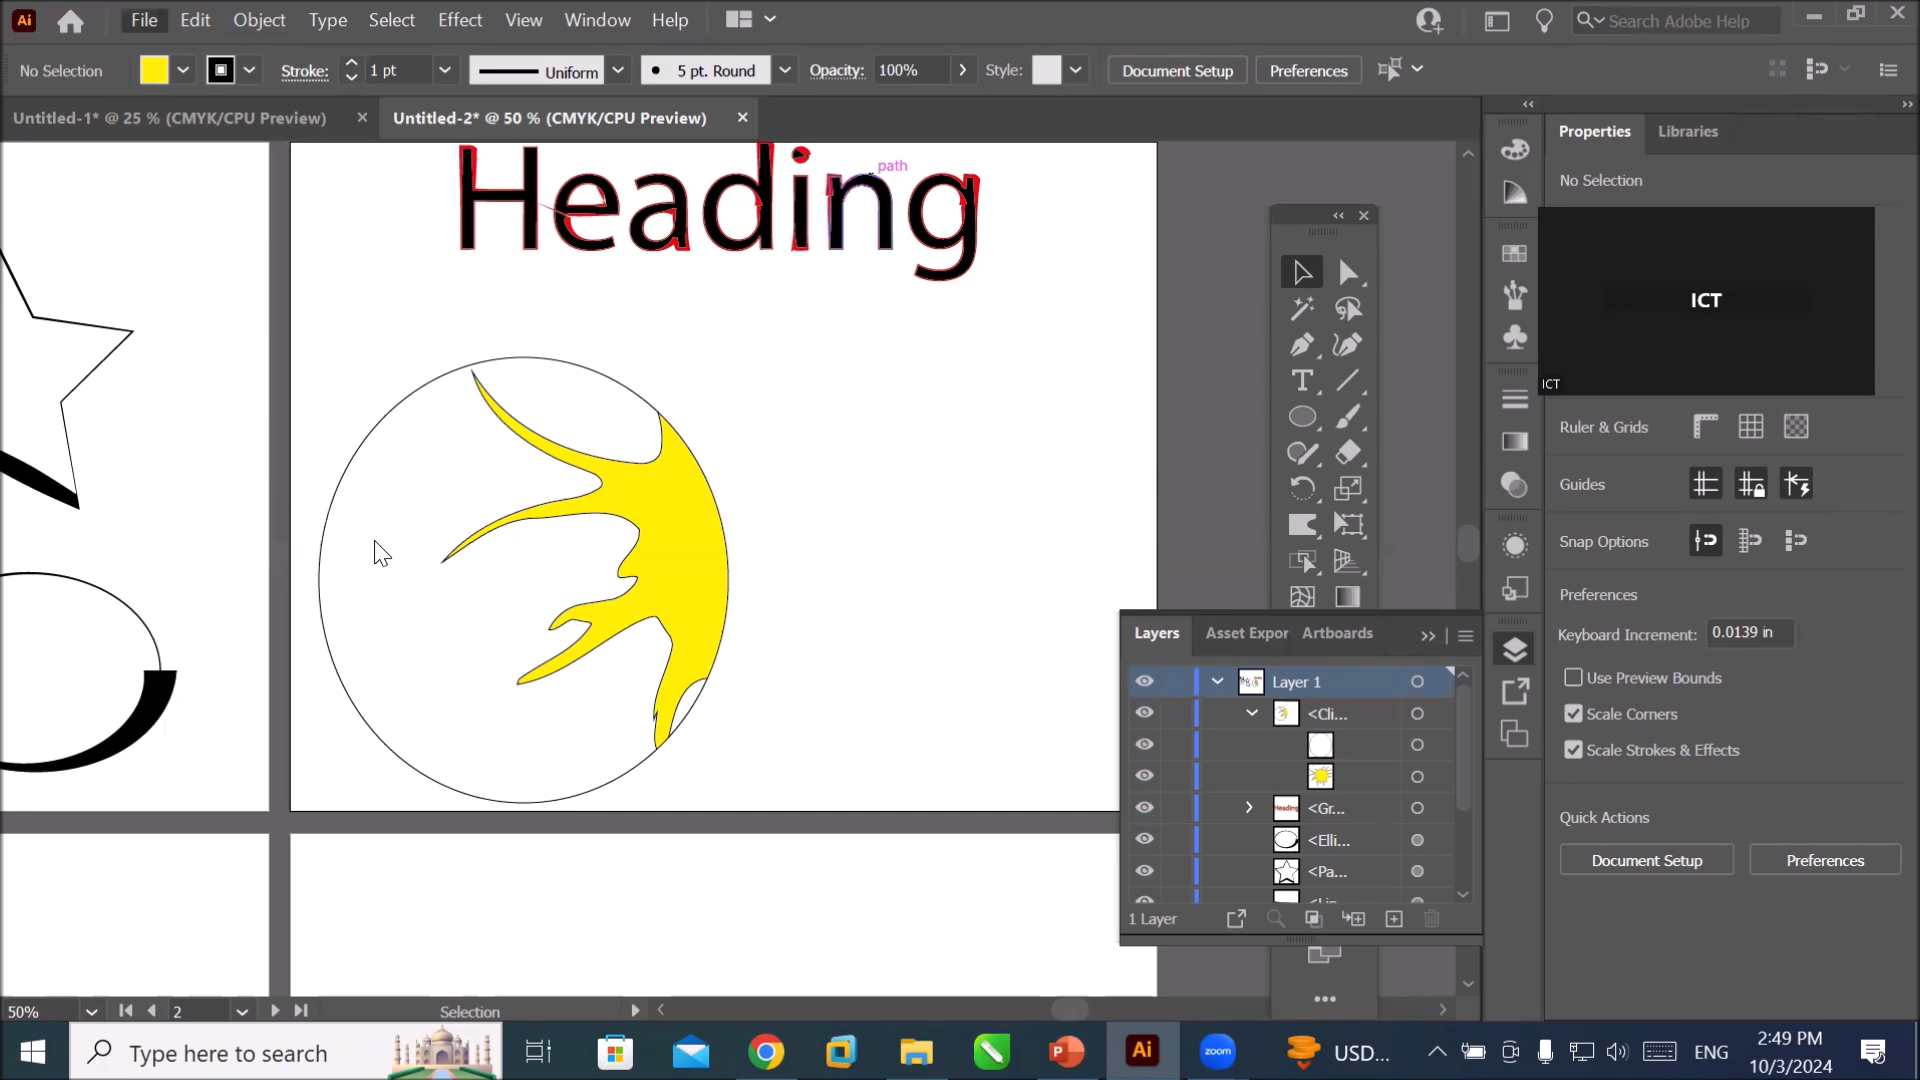 Ai File Edit Object Type Select Effect View Window Help Search Adobe Help
No Selection Stroke: 1 pt Uniform 5 pt. Round Opacity: 100% Style: Document Setup Preferences
Untitled-1* @ 25 % (CMYK/CPU Preview) Untitled-2* @ 50 % (CMYK/CPU Preview)
Properties Libraries
No Selection
Heading
path
ICT
ICT
Ruler & Grids
Guides
Snap Options
Preferences
Keyboard Increment: 0.0139 in
Use Preview Bounds
Scale Corners
Scale Strokes & Effects
Quick Actions
Document Setup Preferences
Layers Asset Expor Artboards
Layer 1
<Cli...
<Gr...
<Elli...
<Pa...
1 Layer
50% 2 Selection
Type here to search zoom Ai USD... ENG 2:49 PM
10/3/2024